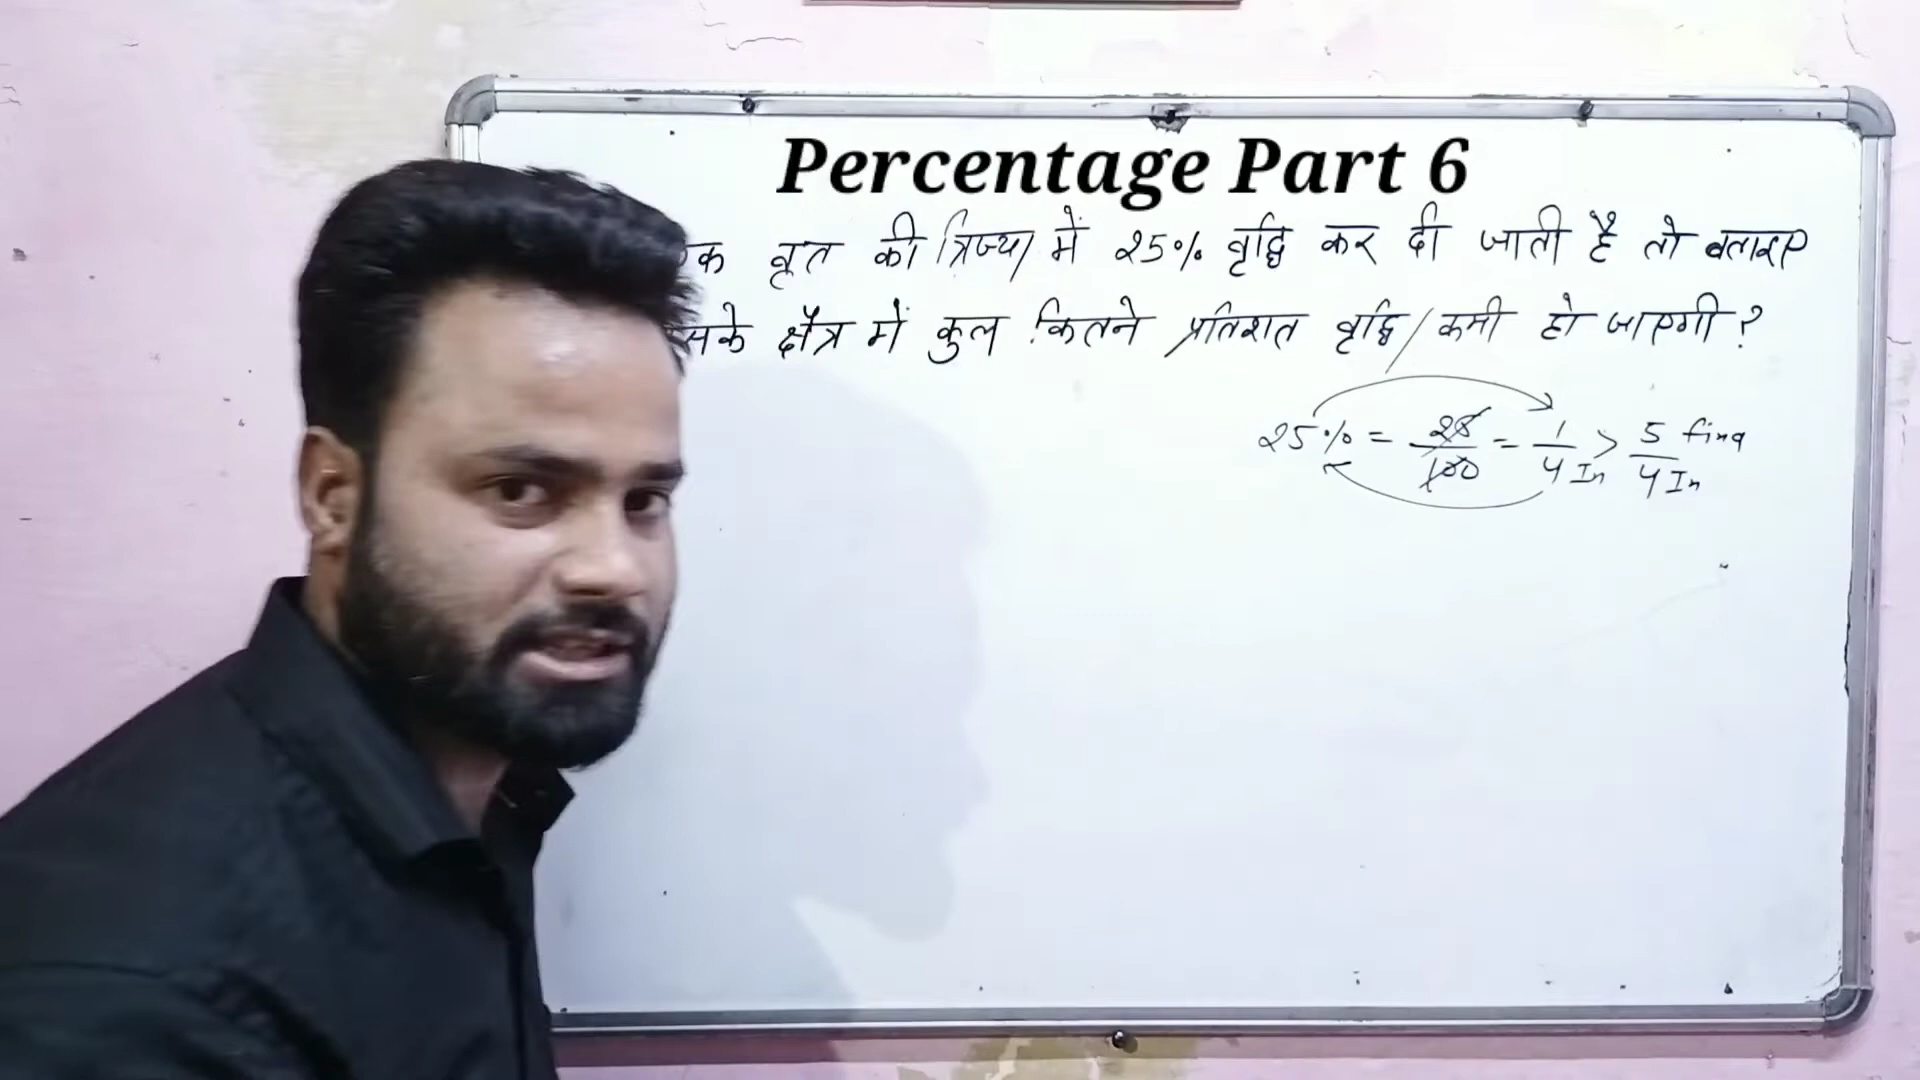 Percentage Part 6
क वृत की त्रिज्या में 25% वृद्धि कर दी जाती है तो बताइए
सके क्षेत्र में कुल कितने प्रतिशत वृद्धि/कमी हो जाएगी?
25% = 25/100 = 1/4 In > 5 fina/4 In